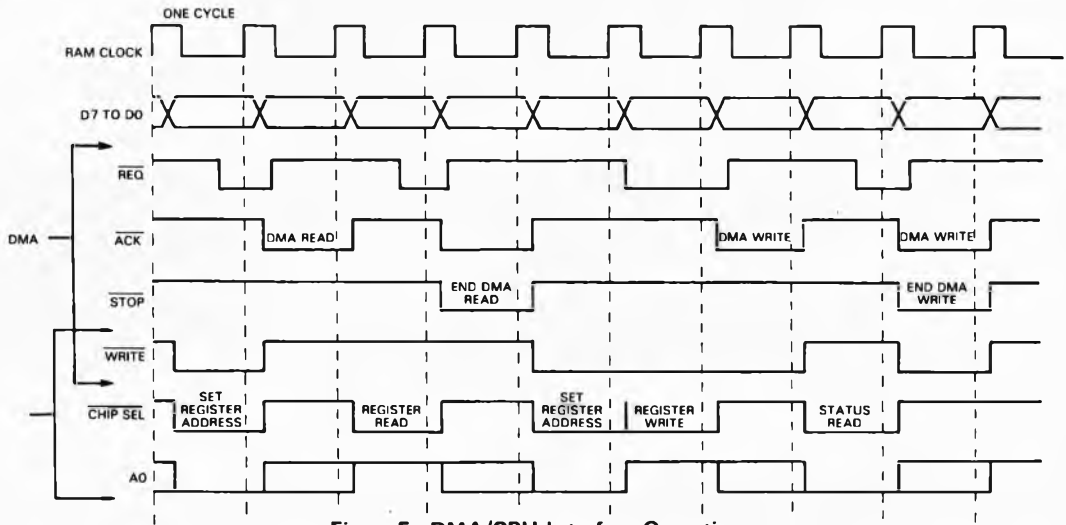 ONE CYCLE
RAM CLOCK
D7 TO D0
REQ
DMA
ACK
DMA READ
DMA WRITE
DMA WRITE
STOP
END DMA
READ
END DMA
WRITE
WRITE
CHIP SEL
SET
REGISTER
ADDRESS
REGISTER
READ
SET
REGISTER
ADDRESS
REGISTER
WRITE
STATUS
READ
A0